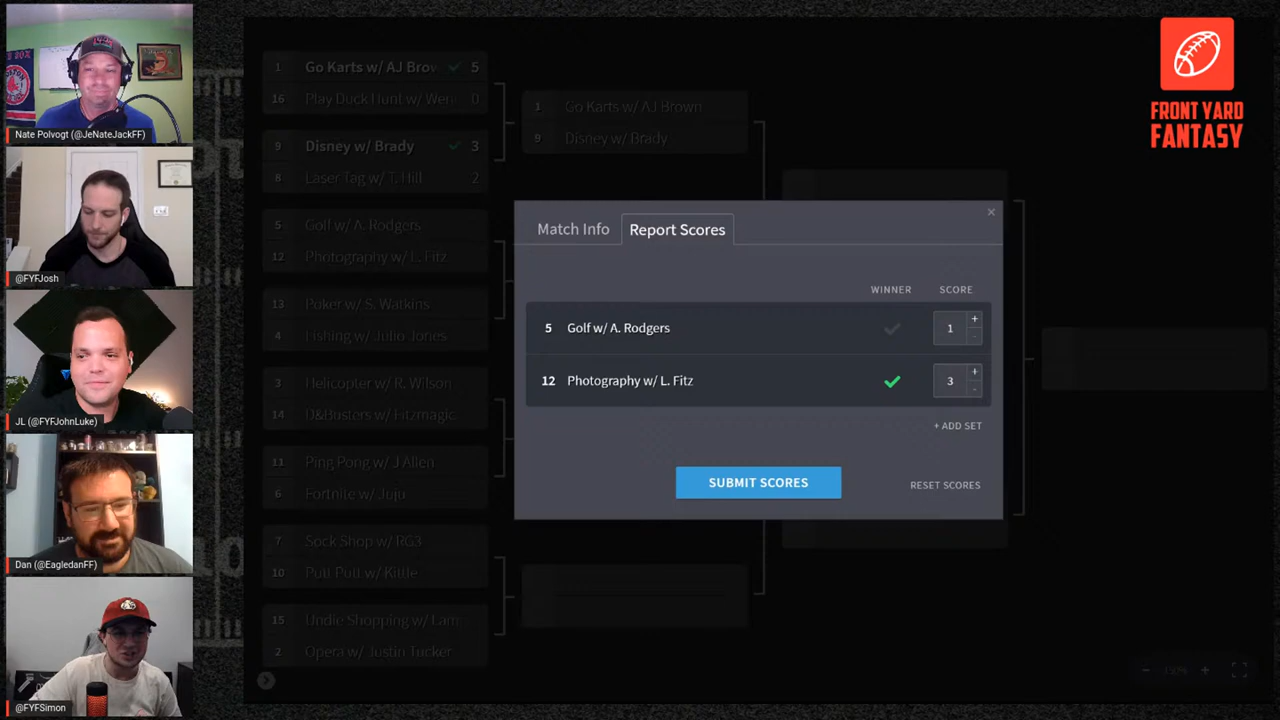 Nate Polvogt (@JeNateJackFF)
@FYFJosh
JL (@FYFJohnLuke)
Dan (@EagledanFF)
@FYFSimon
1 Go Karts w/ AJ Brow 5
16 Play Duck Hunt w/ Wen 0
9 Disney w/ Brady 3
8 Laser Tag w/ T. Hill 2
5 Golf w/ A. Rodgers
12 Photography w/ L. Fitz
13 Poker w/ S. Watkins
4 Fishing w/ Julio Jones
3 Helicopter w/ R. Wilson
14 D&Busters w/ Fitzmagic
11 Ping Pong w/ J Allen
6 Fortnite w/ Juju
7 Sock Shop w/ RG3
10 Putt Putt w/ Kittle
15 Undie Shopping w/ Lam
2 Opera w/ Justin Tucker
1 Go Karts w/ AJ Brown
9 Disney w/ Brady
Match Info Report Scores
WINNER SCORE
5 Golf w/ A. Rodgers 1 + -
12 Photography w/ L. Fitz 3 + -
+ ADD SET
SUBMIT SCORES
RESET SCORES
FRONT YARD
FANTASY